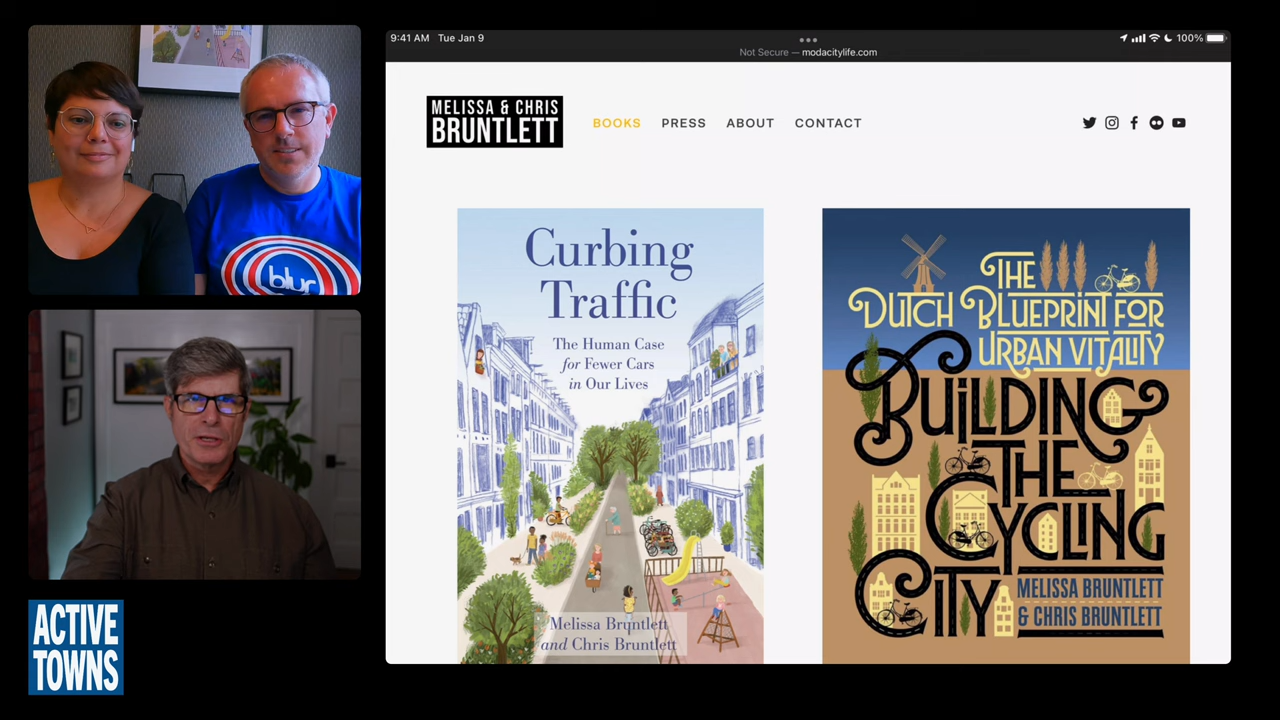 blur
ACTIVE
TOWNS
9:41 AM Tue Jan 9
100%
Not Secure — modacitylife.com
MELISSA & CHRIS
BRUNTLETT
BOOKS PRESS ABOUT CONTACT
Curbing
Traffic
The Human Case
for Fewer Cars
in Our Lives
Melissa Bruntlett
and Chris Bruntlett
THE
DUTCH BLUEPRINT FOR
URBAN VITALITY
BUILDING
THE
CYCLING
CITY
MELISSA BRUNTLETT
& CHRIS BRUNTLETT